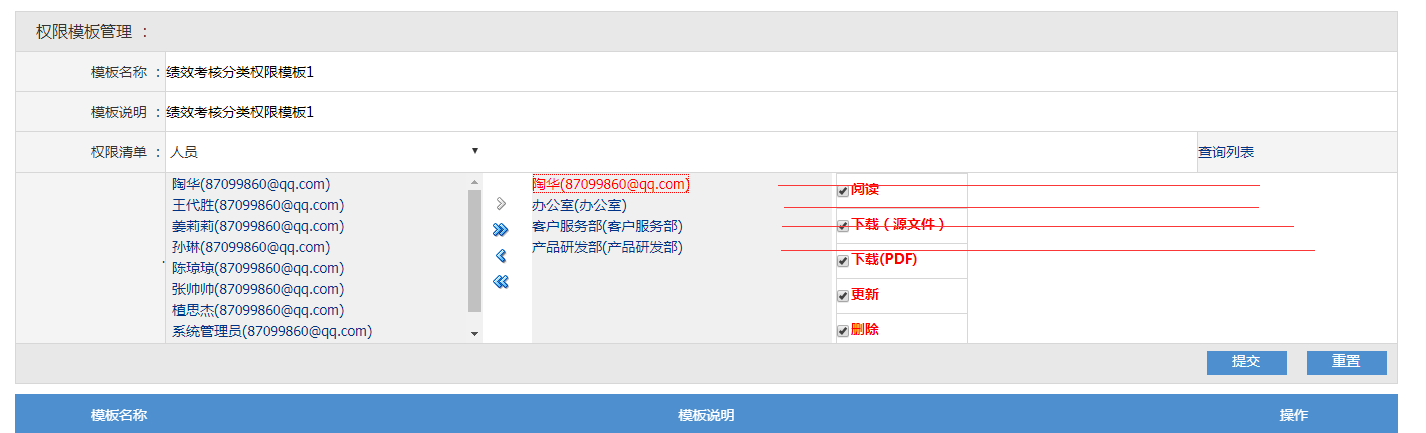 权限模板管理 ：
模板名称 ： 绩效考核分类权限模板1
模板说明 ： 绩效考核分类权限模板1
权限清单 ： 人员 查询列表
陶华(87099860@qq.com) 陶华(87099860@qq.com) 阅读
王代胜(87099860@qq.com) 办公室(办公室)
姜莉莉(87099860@qq.com) 客户服务部(客户服务部) 下载（源文件）
孙琳(87099860@qq.com) 产品研发部(产品研发部)
陈琼琼(87099860@qq.com) 下载(PDF)
张帅帅(87099860@qq.com) 更新
植思杰(87099860@qq.com)
系统管理员(87099860@qq.com) 删除
提交 重置
模板名称 模板说明 操作